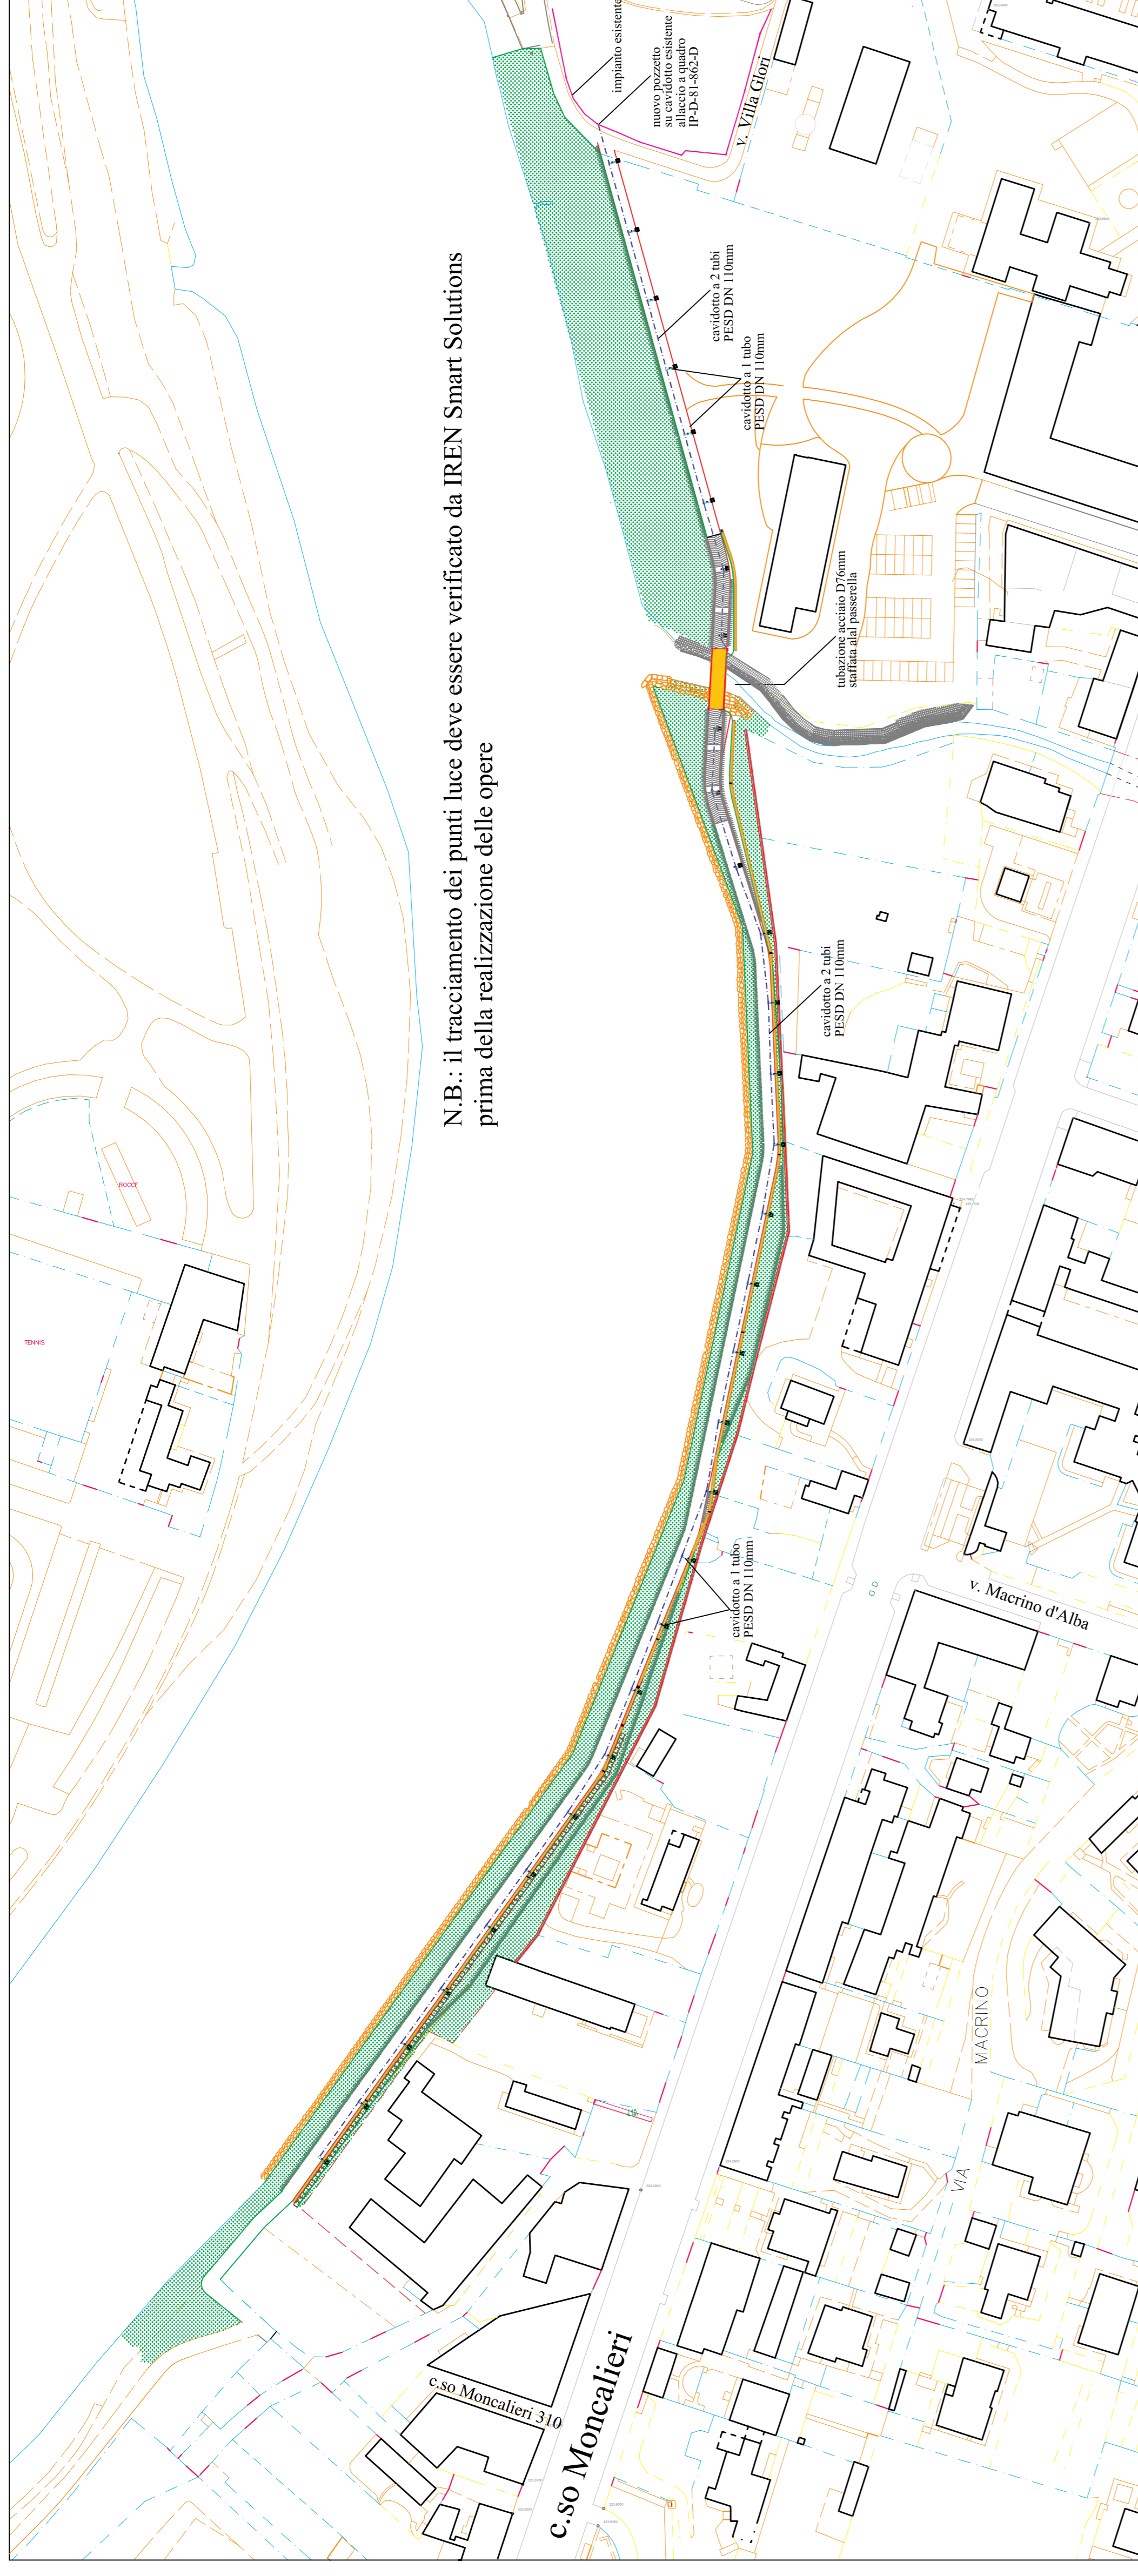 impianto esistente
nuovo pozzetto
su cavidotto esistente
allaccio a quadro
IP-D-81-862-D
v. Villa Glori
N.B.: il tracciamento dei punti luce deve essere verificato da IREN Smart Solutions
prima della realizzazione delle opere
cavidotto a 2 tubi
PESD DN 110mm
cavidotto a 1 tubo
PESD DN 110mm
tubazione acciaio D76mm
staffata alal passerella
cavidotto a 2 tubi
PESD DN 110mm
BOCCE
TENNIS
cavidotto a 1 tubo
PESD DN 110mm
v. Macrino d'Alba
MACRINO
VIA
c.so Moncalieri 310
c.so Moncalieri